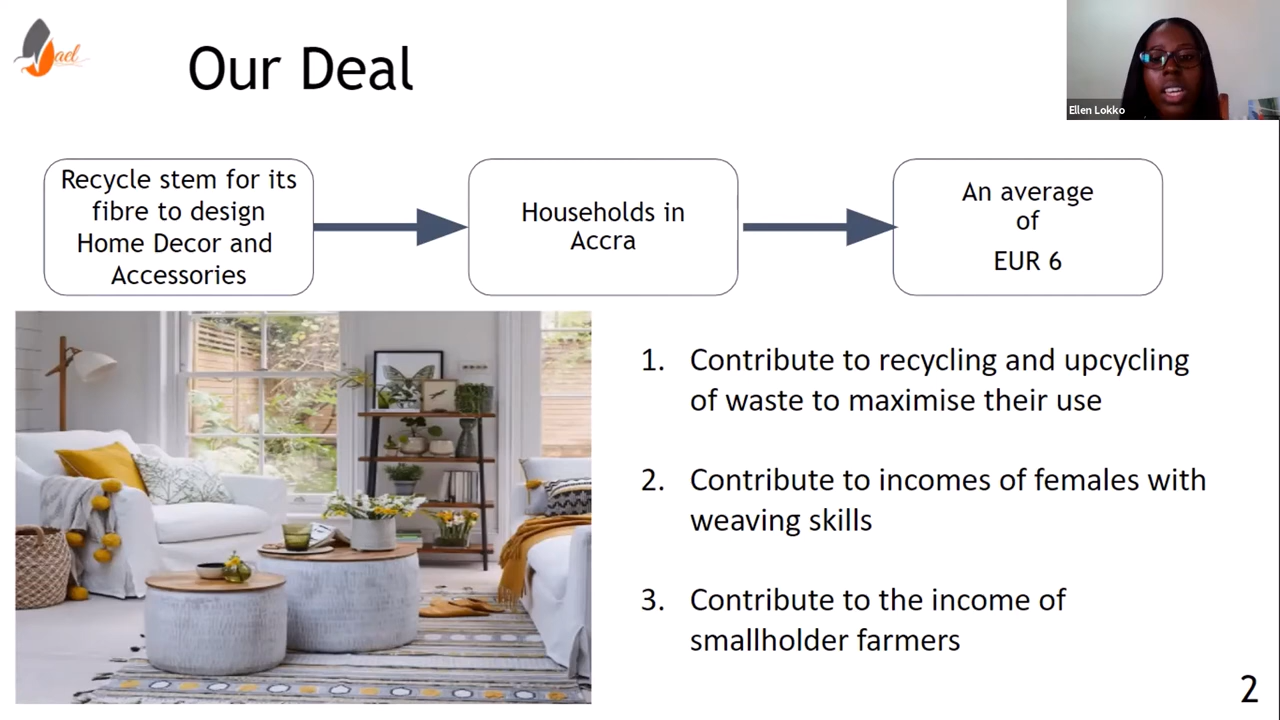 ael
Our Deal
Ellen Lokko
Recycle stem for its
fibre to design
Home Decor and
Accessories
Households in
Accra
An average
of
EUR 6
1. Contribute to recycling and upcycling
of waste to maximise their use
2. Contribute to incomes of females with
weaving skills
3. Contribute to the income of
smallholder farmers
2